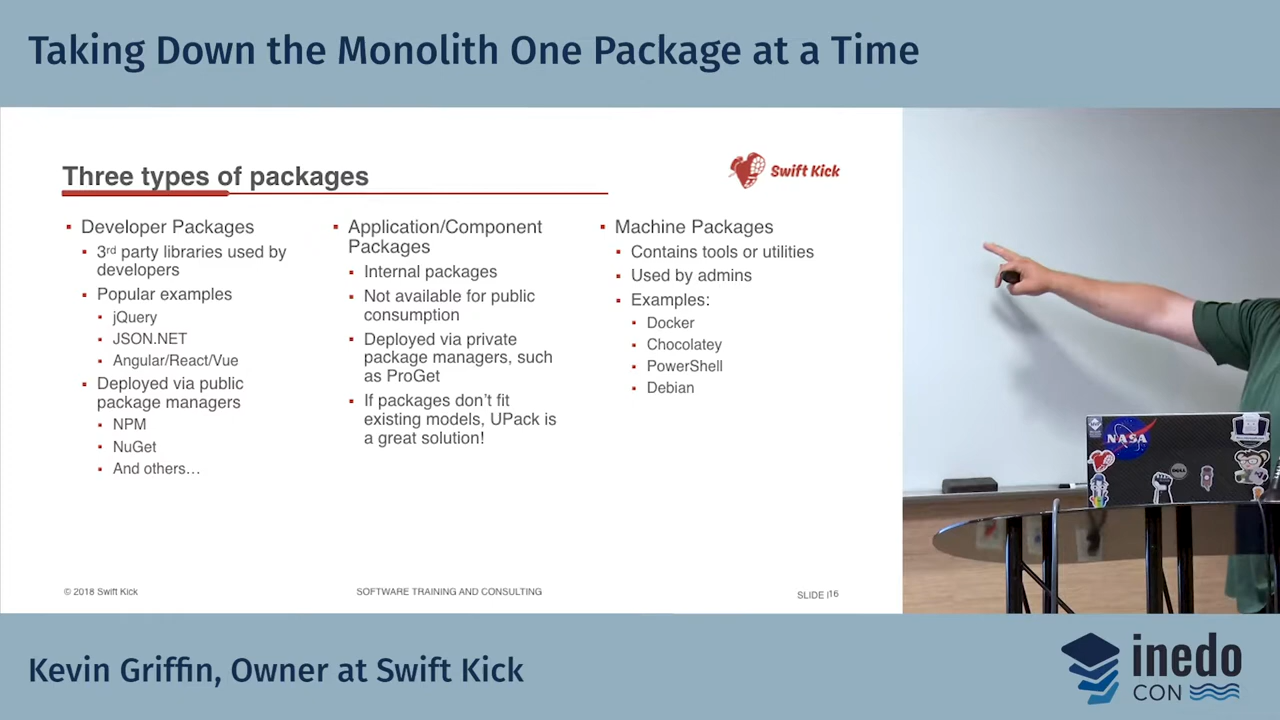 Taking Down the Monolith One Package at a Time
Three types of packages
Swift Kick
Developer Packages
3rd party libraries used by
developers
Popular examples
jQuery
JSON.NET
Angular/React/Vue
Deployed via public
package managers
NPM
NuGet
And others…
Application/Component
Packages
Internal packages
Not available for public
consumption
Deployed via private
package managers, such
as ProGet
If packages don’t fit
existing models, UPack is
a great solution!
Machine Packages
Contains tools or utilities
Used by admins
Examples:
Docker
Chocolatey
PowerShell
Debian
NASA
DELL
© 2018 Swift Kick
SOFTWARE TRAINING AND CONSULTING
SLIDE |16
Kevin Griffin, Owner at Swift Kick
inedo
CON